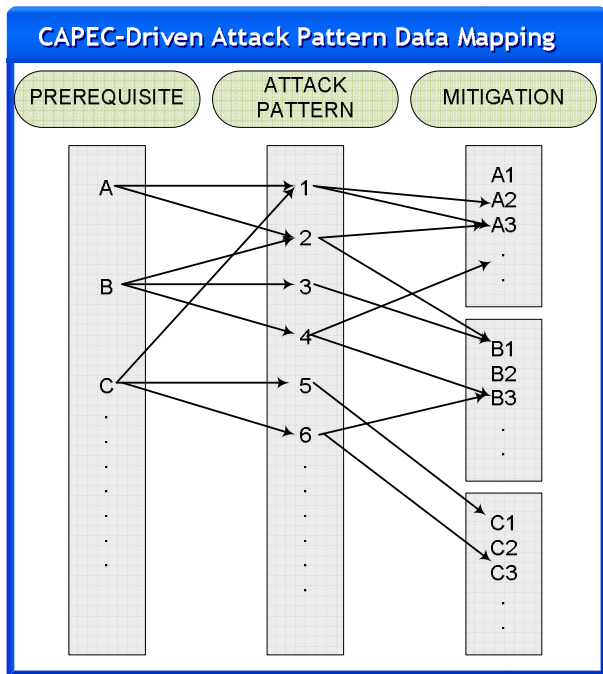 CAPEC-Driven Attack Pattern Data Mapping
PREREQUISITE
ATTACK
PATTERN
MITIGATION
A
B
C
.
.
.
.
.
.
.
1
2
3
4
5
6
.
.
.
.
.
.
A1
A2
A3
.
.
B1
B2
B3
.
.
C1
C2
C3
.
.